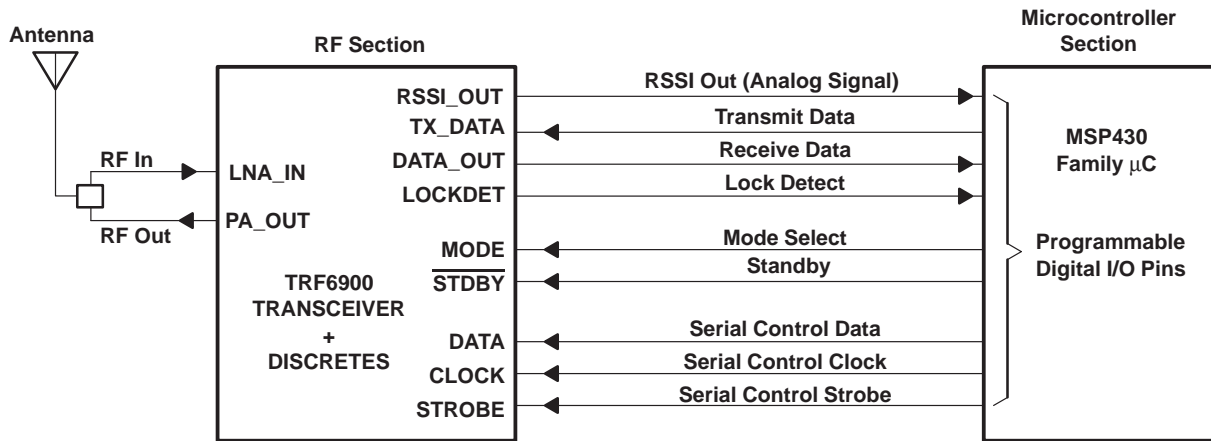 Antenna
RF Section
Microcontroller
Section
RSSI_OUT
RSSI Out (Analog Signal)
TX_DATA
Transmit Data
MSP430
Family μC
RF In
LNA_IN
DATA_OUT
Receive Data
LOCKDET
Lock Detect
PA_OUT
RF Out
MODE
Mode Select
Programmable
Digital I/O Pins
STDBY
Standby
TRF6900
TRANSCEIVER
+
DISCRETES
DATA
Serial Control Data
CLOCK
Serial Control Clock
STROBE
Serial Control Strobe